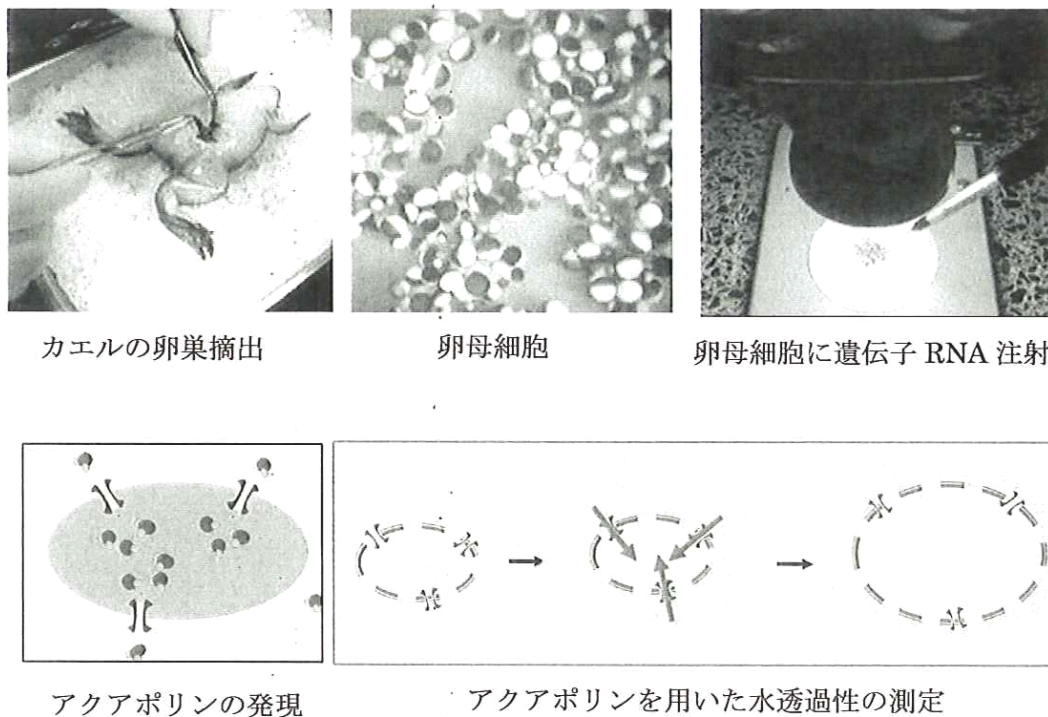 カエルの卵巣摘出
卵母細胞
卵母細胞に遺伝子 RNA 注射
アクアポリンの発現
アクアポリンを用いた水透過性の測定